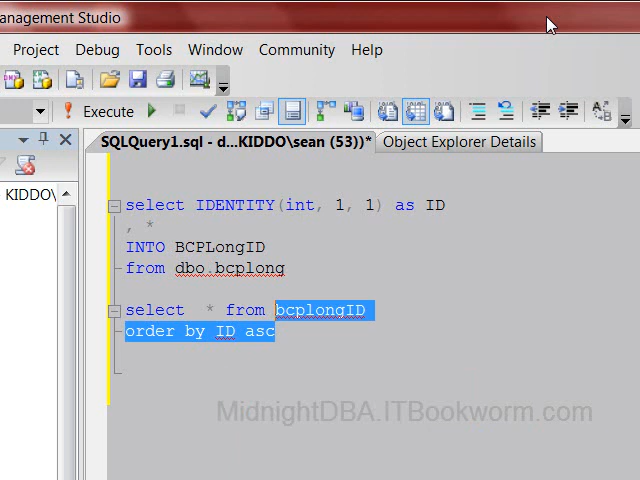 anagement Studio
Project Debug Tools Window Community Help
Execute
SQLQuery1.sql - d...KIDDO\sean (53))* Object Explorer Details
KIDDO\
select IDENTITY(int, 1, 1) as ID
, *
INTO BCPLongID
from dbo.bcplong
select * from bcplongID
order by ID asc
MidnightDBA.ITBookworm.com